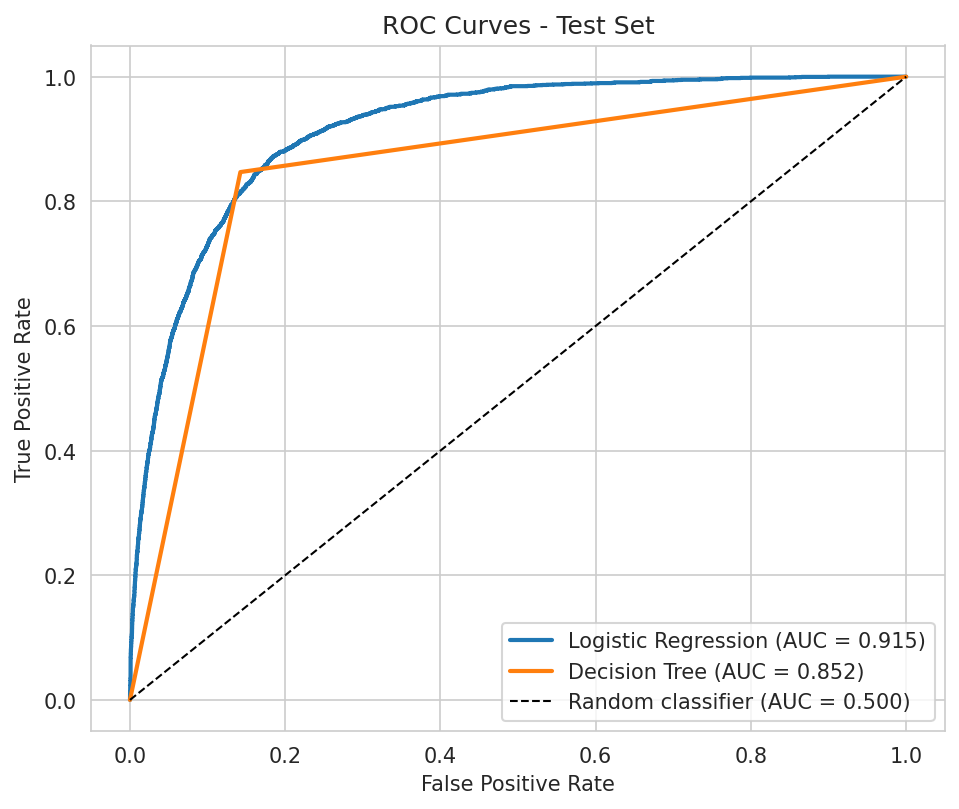 ROC Curves - Test Set
1.0
0.8
0.6
0.4
0.2
0.0
True Positive Rate
Logistic Regression (AUC = 0.915)
Decision Tree (AUC = 0.852)
Random classifier (AUC = 0.500)
0.0 0.2 0.4 0.6 0.8 1.0
False Positive Rate